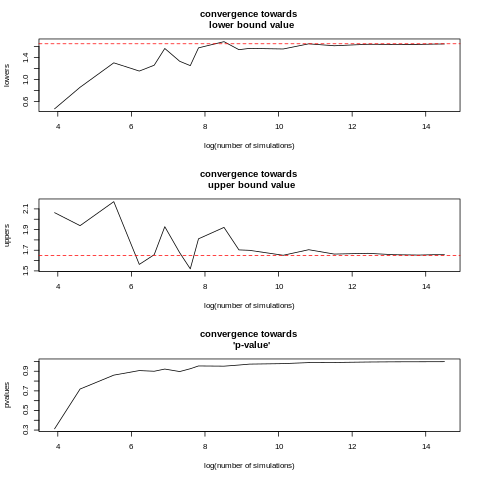 convergence towards
lower bound value
lowers
0.6 1.0 1.4
4 6 8 10 12 14
log(number of simulations)
convergence towards
upper bound value
uppers
1.5 1.7 1.9 2.1
4 6 8 10 12 14
log(number of simulations)
convergence towards
'p-value'
pvalues
0.3 0.5 0.7 0.9
4 6 8 10 12 14
log(number of simulations)